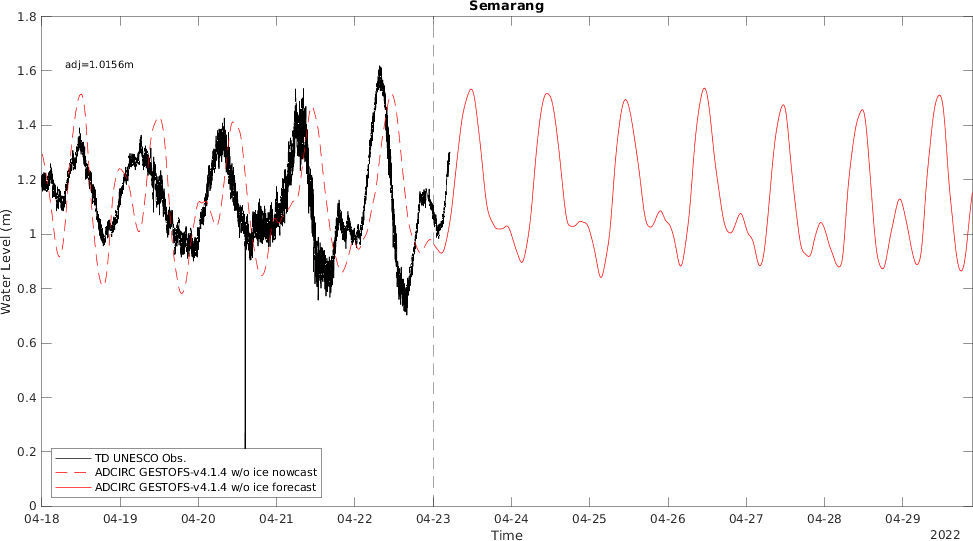 Semarang
1.8
1.6
1.4
1.2
1
0.8
0.6
0.4
0.2
0
Water Level (m)
adj=1.0156m
TD UNESCO Obs.
ADCIRC GESTOFS-v4.1.4 w/o ice nowcast
ADCIRC GESTOFS-v4.1.4 w/o ice forecast
04-18 04-19 04-20 04-21 04-22 04-23 04-24 04-25 04-26 04-27 04-28 04-29
Time
2022